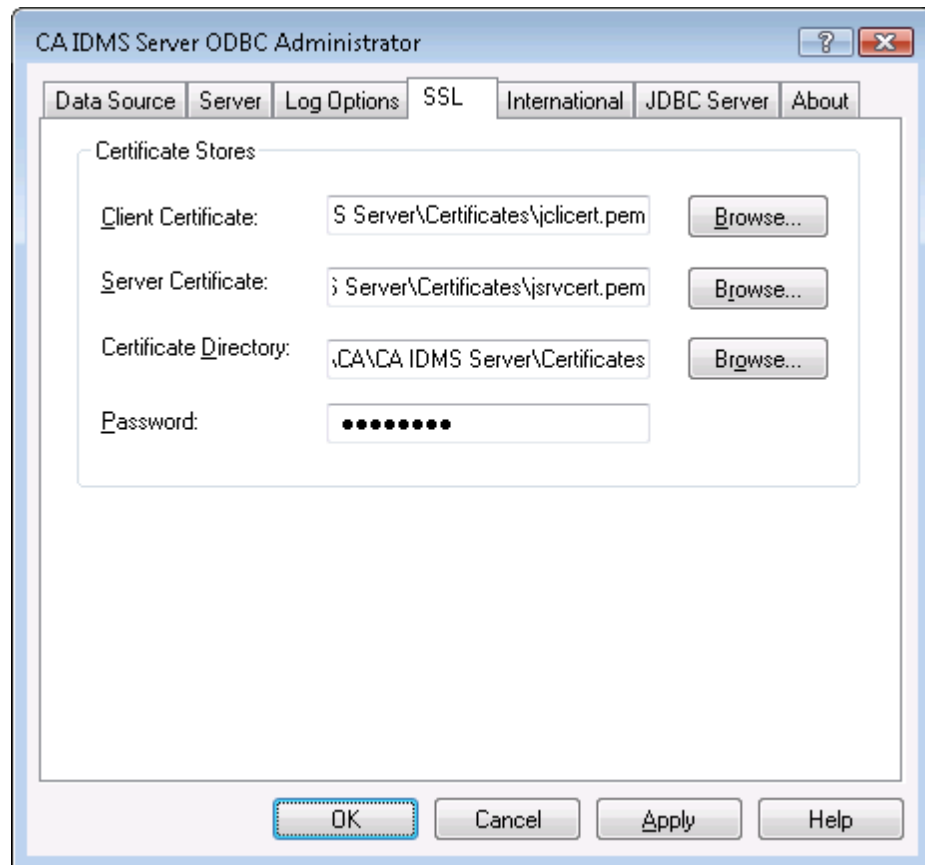 CA IDMS Server ODBC Administrator
Data Source Server Log Options SSL International JDBC Server About
Certificate Stores
Client Certificate: S Server\Certificates\jclicert.pem Browse...
Server Certificate: Server\Certificates\jsrvcert.pem Browse...
Certificate Directory: \CA\CA IDMS Server\Certificates Browse...
Password: ●●●●●●●●
OK Cancel Apply Help